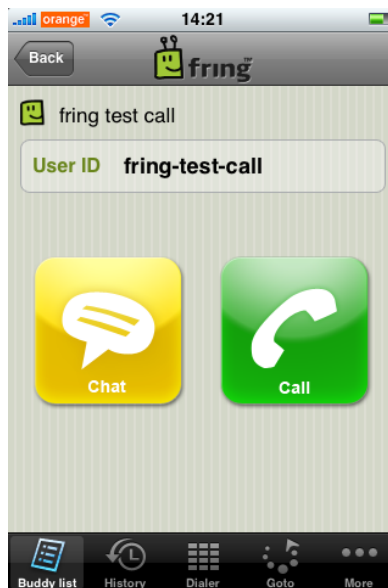 orange 14:21
Back fring™
fring test call
User ID fring-test-call
Chat Call
Buddy list History Dialer Goto More